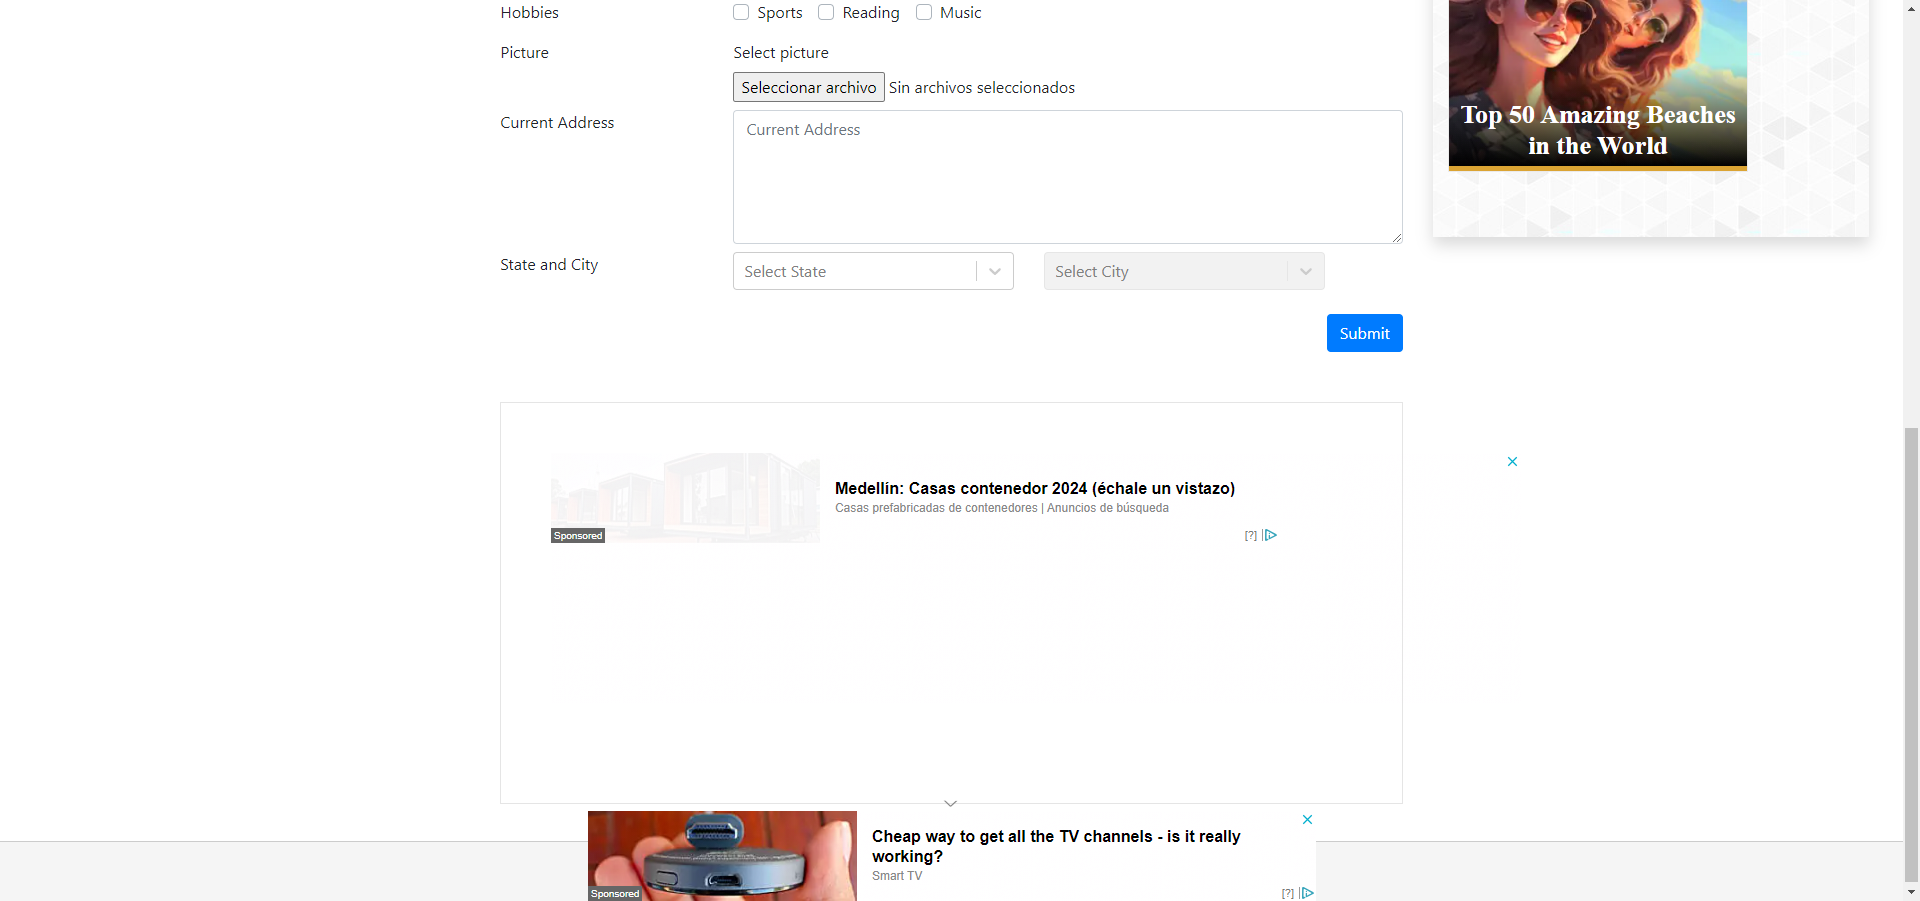 Hobbies
Sports Reading Music
Picture
Select picture
Seleccionar archivo Sin archivos seleccionados
Current Address
Current Address
State and City
Select State
Select City
Submit
Top 50 Amazing Beaches
in the World
Medellín: Casas contenedor 2024 (échale un vistazo)
Casas prefabricadas de contenedores | Anuncios de búsqueda
Sponsored
[?]
Cheap way to get all the TV channels - is it really
working?
Smart TV
Sponsored
[?]